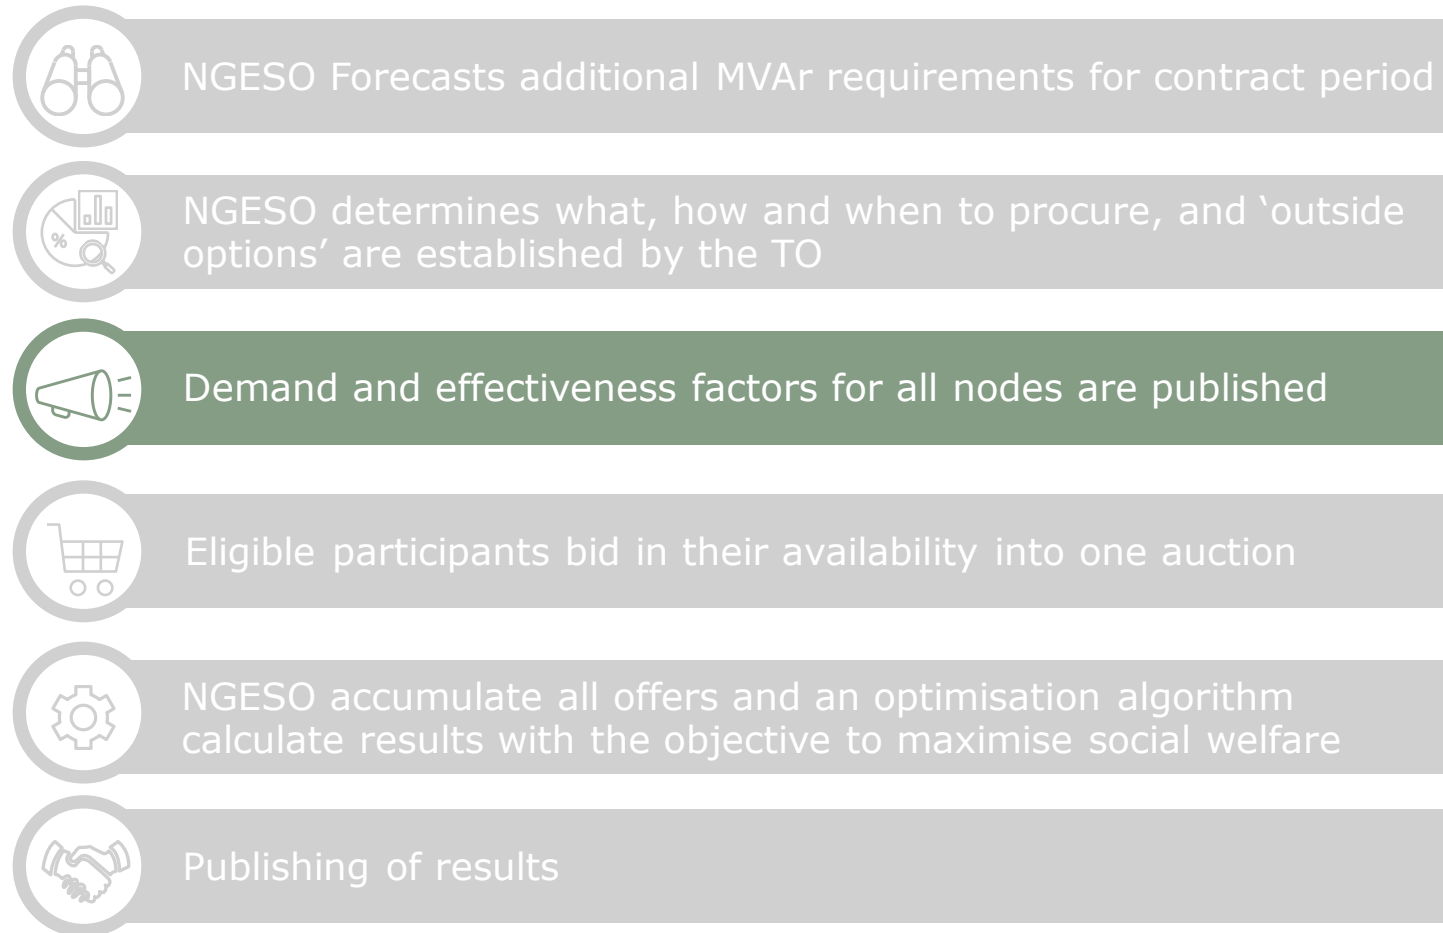 NGESO Forecasts additional MVAr requirements for contract period
%
NGESO determines what, how and when to procure, and ‘outside
options’ are established by the TO
Demand and effectiveness factors for all nodes are published
Eligible participants bid in their availability into one auction
NGESO accumulate all offers and an optimisation algorithm
calculate results with the objective to maximise social welfare
Publishing of results